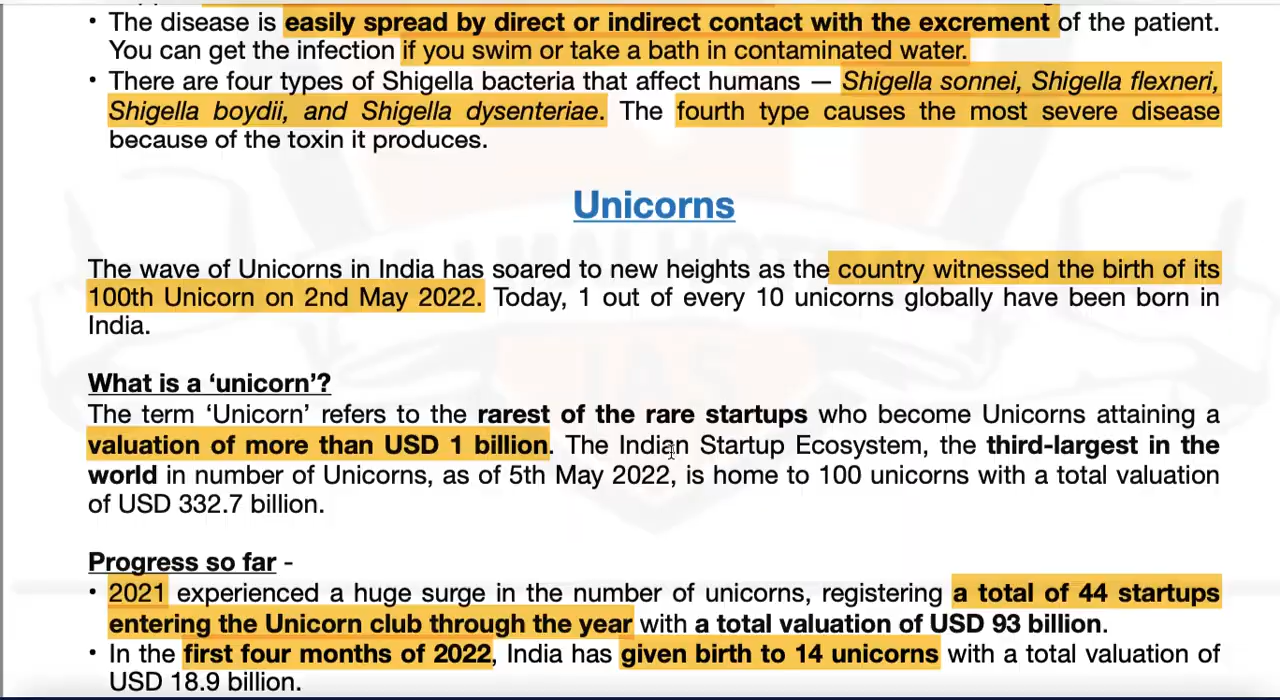 • The disease is easily spread by direct or indirect contact with the excrement of the patient.
You can get the infection if you swim or take a bath in contaminated water.
• There are four types of Shigella bacteria that affect humans — Shigella sonnei, Shigella flexneri,
Shigella boydii, and Shigella dysenteriae. The fourth type causes the most severe disease
because of the toxin it produces.
Unicorns
The wave of Unicorns in India has soared to new heights as the country witnessed the birth of its
100th Unicorn on 2nd May 2022. Today, 1 out of every 10 unicorns globally have been born in
India.
What is a ‘unicorn’?
The term ‘Unicorn’ refers to the rarest of the rare startups who become Unicorns attaining a
valuation of more than USD 1 billion. The Indian Startup Ecosystem, the third-largest in the
world in number of Unicorns, as of 5th May 2022, is home to 100 unicorns with a total valuation
of USD 332.7 billion.
Progress so far -
• 2021 experienced a huge surge in the number of unicorns, registering a total of 44 startups
entering the Unicorn club through the year with a total valuation of USD 93 billion.
• In the first four months of 2022, India has given birth to 14 unicorns with a total valuation of
USD 18.9 billion.